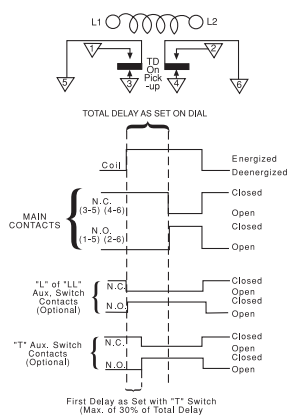 L1 L2
1 2
TD
On
Pick
-up
5 3 4 6
TOTAL DELAY AS SET ON DIAL
Coil
Energized
Deenergized
MAIN
CONTACTS
N.C.
(3-5) (4-6)
Closed
Open
N.O.
(1-5) (2-6)
Closed
Open
"L" of "LL"
Aux, Switch
Contacts
(Optional)
N.C.
Closed
Open
N.O.
Closed
Open
"T" Aux. Switch
Contacts
(Optional)
N.C.
Closed
Open
N.O.
Closed
Open
First Delay as Set with "T" Switch
(Max. of 30% of Total Delay